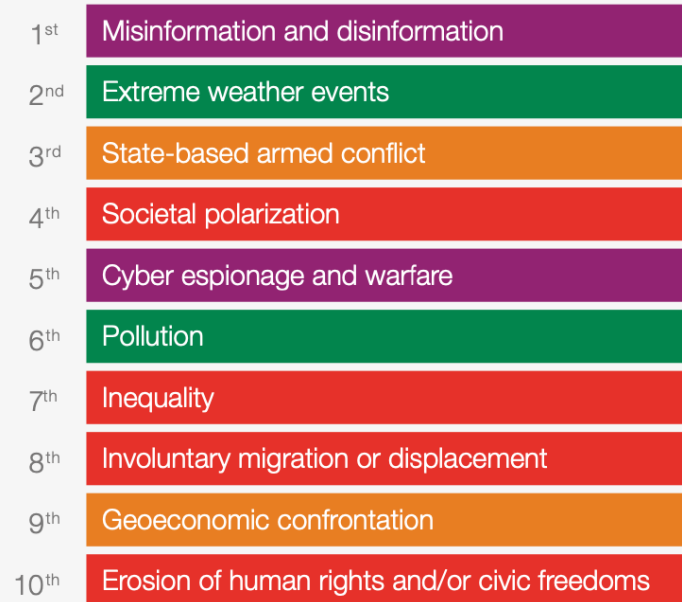 1st Misinformation and disinformation
2nd Extreme weather events
3rd State-based armed conflict
4th Societal polarization
5th Cyber espionage and warfare
6th Pollution
7th Inequality
8th Involuntary migration or displacement
9th Geoeconomic confrontation
10th Erosion of human rights and/or civic freedoms